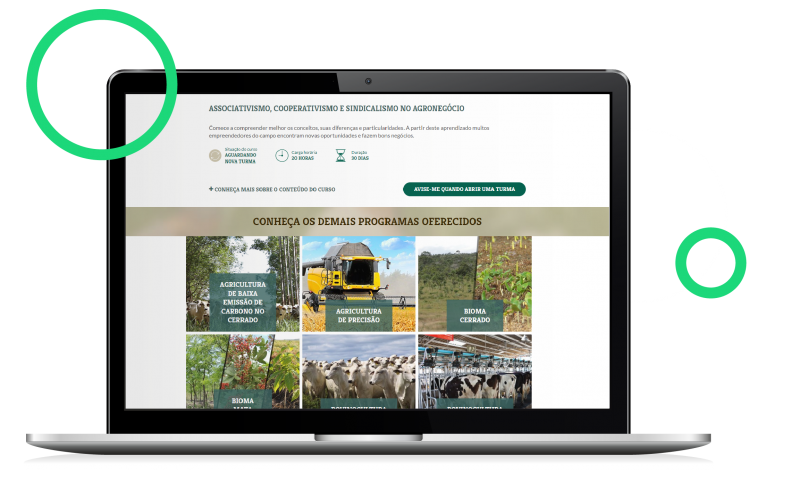 ASSOCIATIVISMO, COOPERATIVISMO E SINDICALISMO NO AGRONEGÓCIO
Comece a compreender melhor os conceitos, suas diferenças e particularidades. A partir deste aprendizado muitos
empreendedores do campo encontram novas oportunidades e fazem bons negócios.
Situação do curso
AGUARDANDO
NOVA TURMA
Carga horária
20 HORAS
Duração
30 DIAS
+ CONHEÇA MAIS SOBRE O CONTEÚDO DO CURSO
AVISE-ME QUANDO ABRIR UMA TURMA
CONHEÇA OS DEMAIS PROGRAMAS OFERECIDOS
AGRICULTURA
DE BAIXA
EMISSÃO DE
CARBONO NO
CERRADO
AGRICULTURA
DE PRECISÃO
BIOMA
CERRADO
BIOMA
MATA